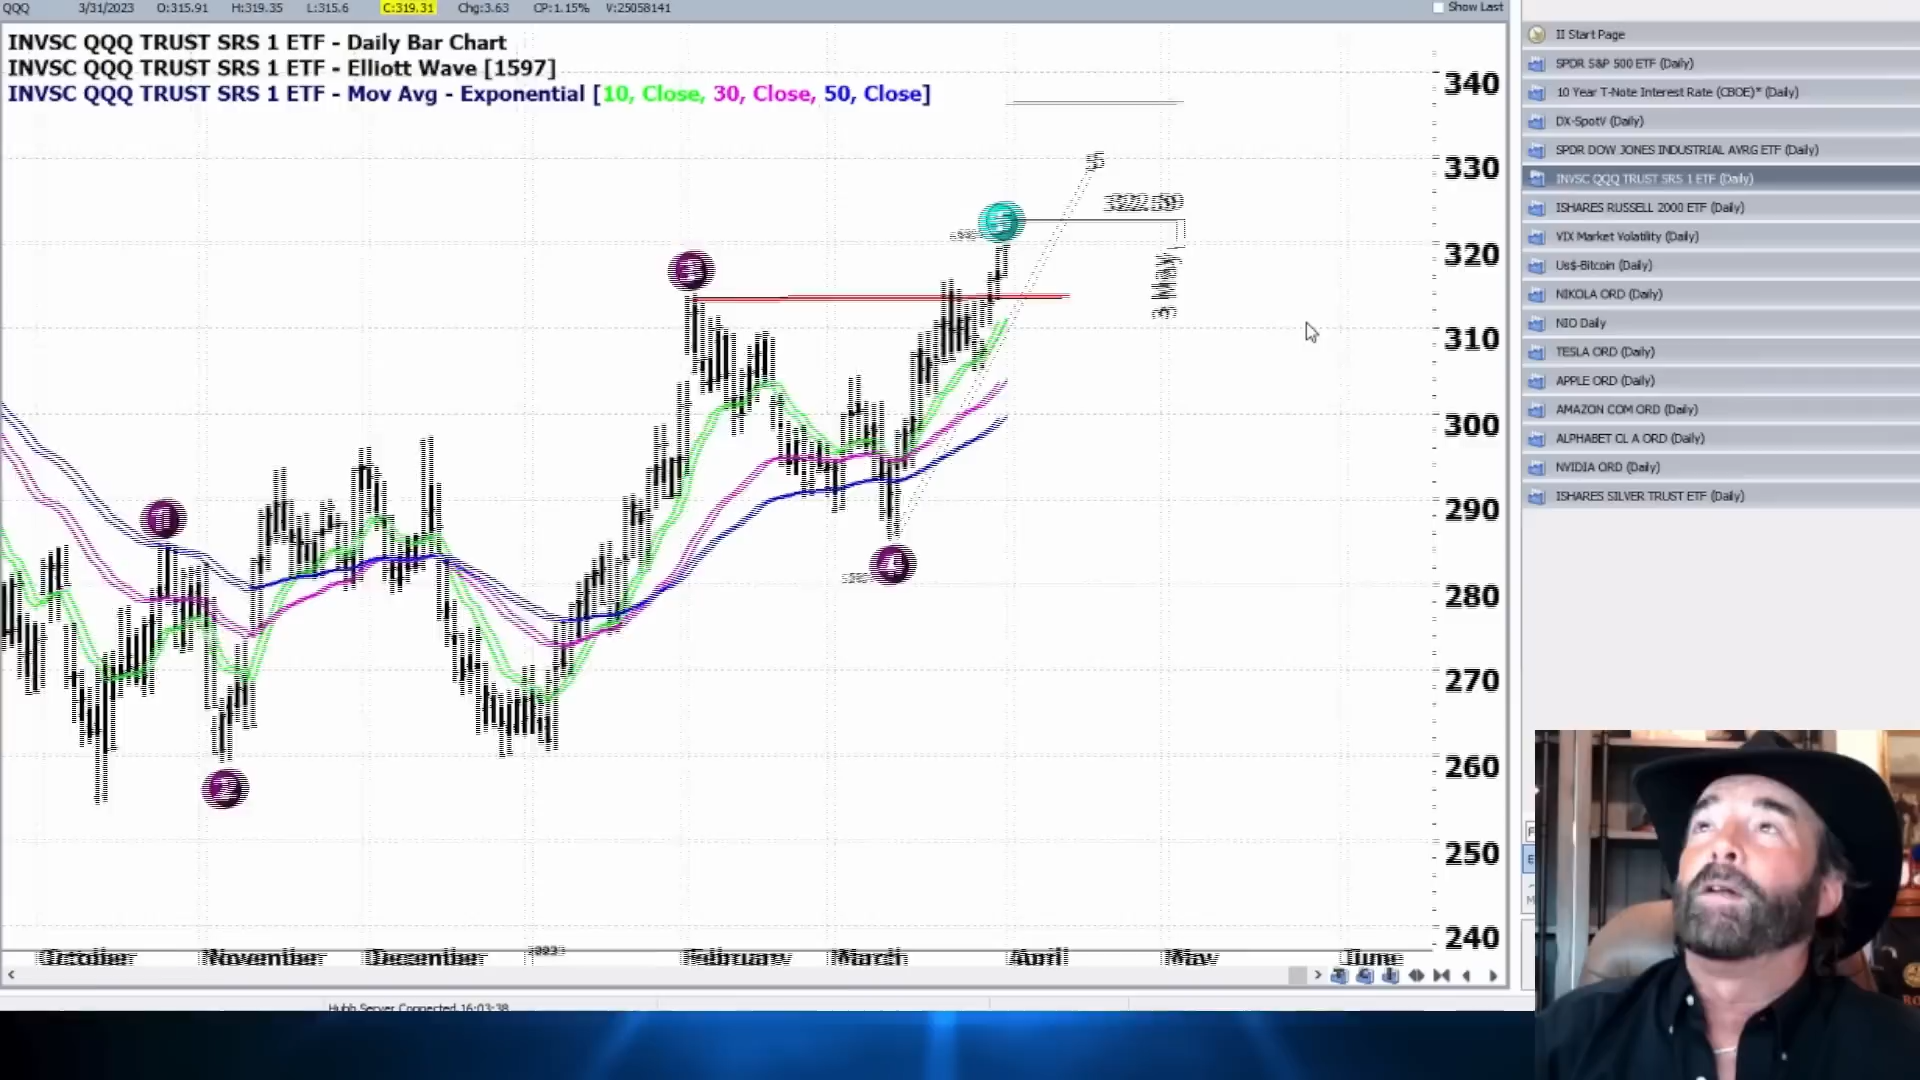 QQQ 3/31/2023 O:315.91 H:319.35 L:315.6 C:319.31 Chg:3.63 CP:1.15% V:25058141 Show Last
INVSC QQQ TRUST SRS 1 ETF - Daily Bar Chart
INVSC QQQ TRUST SRS 1 ETF - Elliott Wave [1597]
INVSC QQQ TRUST SRS 1 ETF - Mov Avg - Exponential [10, Close, 30, Close, 50, Close]
340
330
320
310
300
290
280
270
260
250
240
5
5
3
1
4
2
3 May
October November December 2023 February March April May June
Hubb Server Connected 16:03:38
II Start Page
SPDR S&P 500 ETF (Daily)
10 Year T-Note Interest Rate (CBOE)* (Daily)
DX-SpotV (Daily)
SPDR DOW JONES INDUSTRIAL AVRG ETF (Daily)
INVSC QQQ TRUST SRS 1 ETF (Daily)
ISHARES RUSSELL 2000 ETF (Daily)
VIX Market Volatility (Daily)
Us$-Bitcoin (Daily)
NIKOLA ORD (Daily)
NIO Daily
TESLA ORD (Daily)
APPLE ORD (Daily)
AMAZON COM ORD (Daily)
ALPHABET CL A ORD (Daily)
NVIDIA ORD (Daily)
ISHARES SILVER TRUST ETF (Daily)